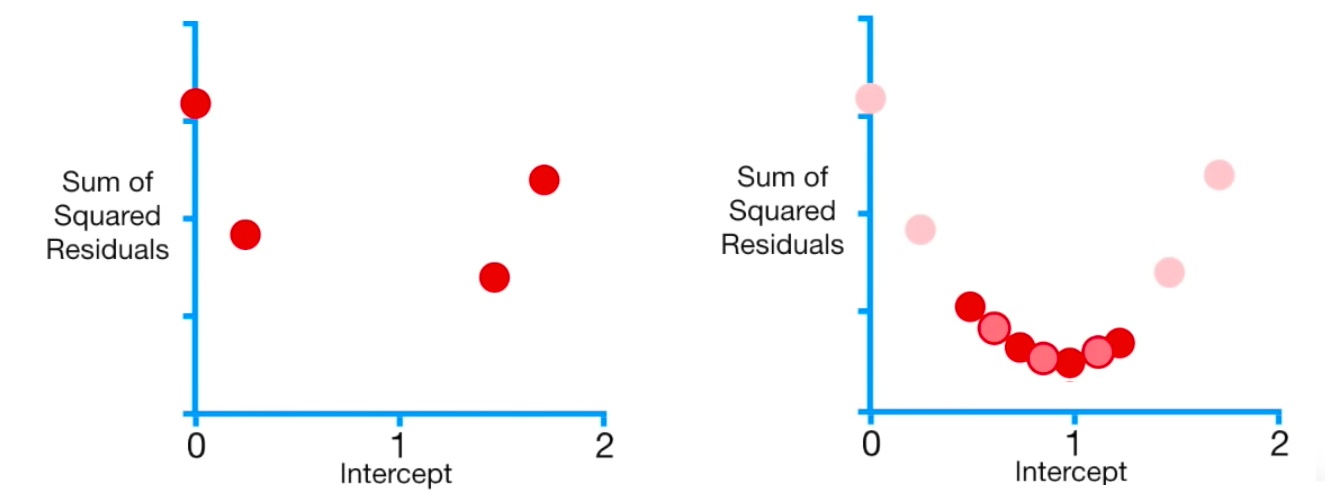 Sum of
Squared
Residuals
0
1
2
Intercept
Sum of
Squared
Residuals
0
1
2
Intercept